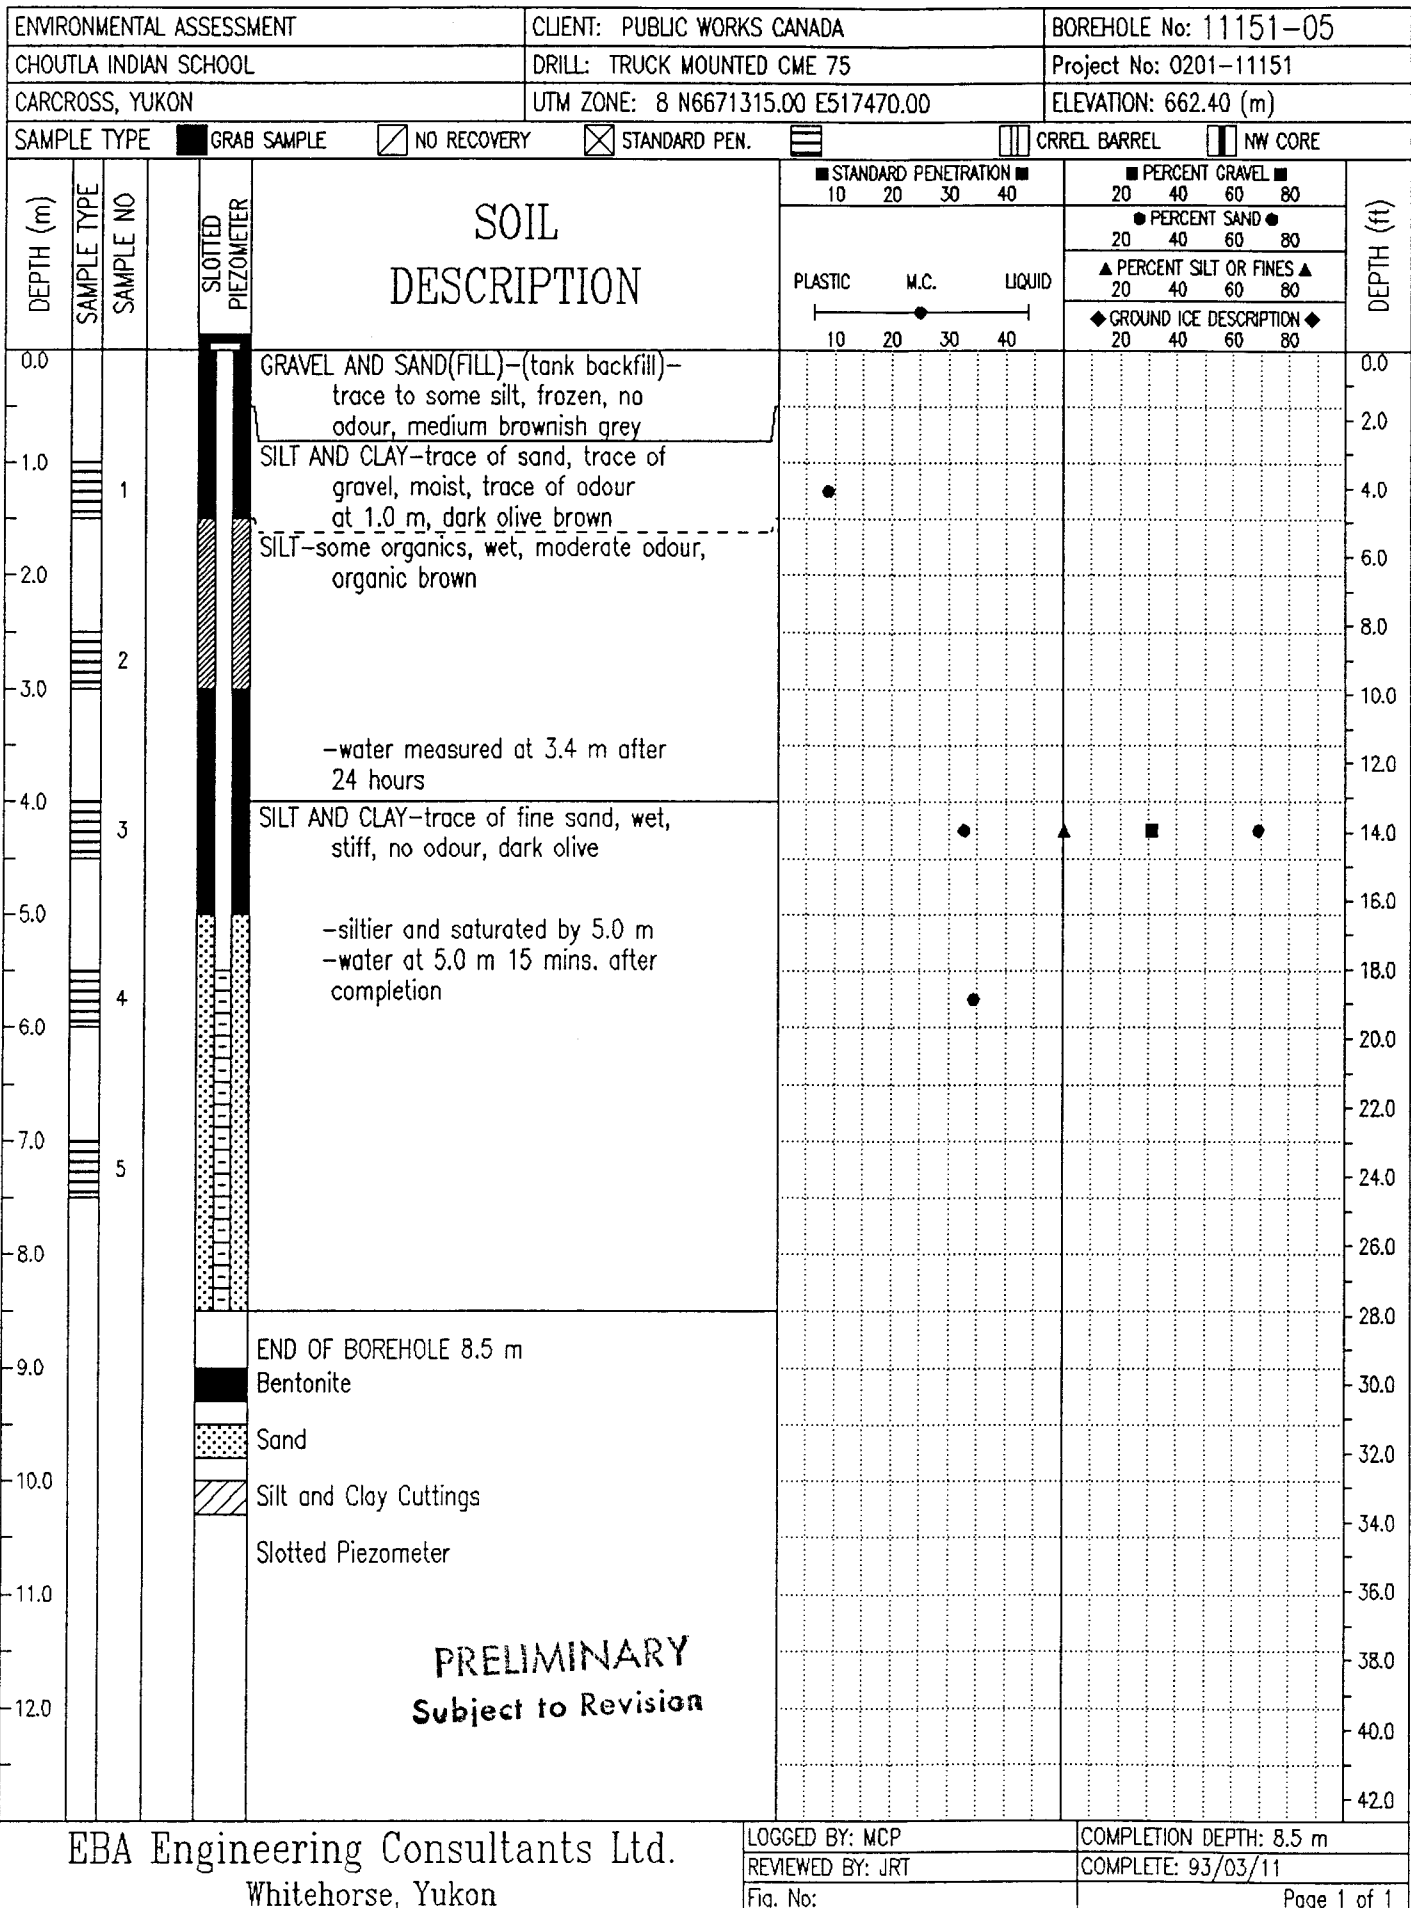 ENVIRONMENTAL ASSESSMENT
CLIENT: PUBLIC WORKS CANADA
BOREHOLE No: 11151-05
CHOUTLA INDIAN SCHOOL
DRILL: TRUCK MOUNTED CME 75
Project No: 0201-11151
CARCROSS, YUKON
UTM ZONE: 8 N6671315.00 E517470.00
ELEVATION: 662.40 (m)
SAMPLE TYPE GRAB SAMPLE NO RECOVERY STANDARD PEN. CRREL BARREL NW CORE
DEPTH (m)
SAMPLE TYPE
SAMPLE NO
SLOTTED
PIEZOMETER
SOIL
DESCRIPTION
■ STANDARD PENETRATION ■
10 20 30 40
PLASTIC M.C. LIQUID
10 20 30 40
■ PERCENT GRAVEL ■
20 40 60 80
● PERCENT SAND ●
20 40 60 80
▲ PERCENT SILT OR FINES ▲
20 40 60 80
◆ GROUND ICE DESCRIPTION ◆
20 40 60 80
DEPTH (ft)
0.0
1.0
2.0
3.0
4.0
5.0
6.0
7.0
8.0
9.0
10.0
11.0
12.0
1
2
3
4
5
GRAVEL AND SAND(FILL)-(tank backfill)-
trace to some silt, frozen, no
odour, medium brownish grey
SILT AND CLAY-trace of sand, trace of
gravel, moist, trace of odour
at 1.0 m, dark olive brown
SILT-some organics, wet, moderate odour,
organic brown
-water measured at 3.4 m after
24 hours
SILT AND CLAY-trace of fine sand, wet,
stiff, no odour, dark olive
-siltier and saturated by 5.0 m
-water at 5.0 m 15 mins. after
completion
END OF BOREHOLE 8.5 m
Bentonite
Sand
Silt and Clay Cuttings
Slotted Piezometer
PRELIMINARY
Subject to Revision
0.0
2.0
4.0
6.0
8.0
10.0
12.0
14.0
16.0
18.0
20.0
22.0
24.0
26.0
28.0
30.0
32.0
34.0
36.0
38.0
40.0
42.0
EBA Engineering Consultants Ltd.
Whitehorse, Yukon
LOGGED BY: MCP
COMPLETION DEPTH: 8.5 m
REVIEWED BY: JRT
COMPLETE: 93/03/11
Fig. No:
Page 1 of 1